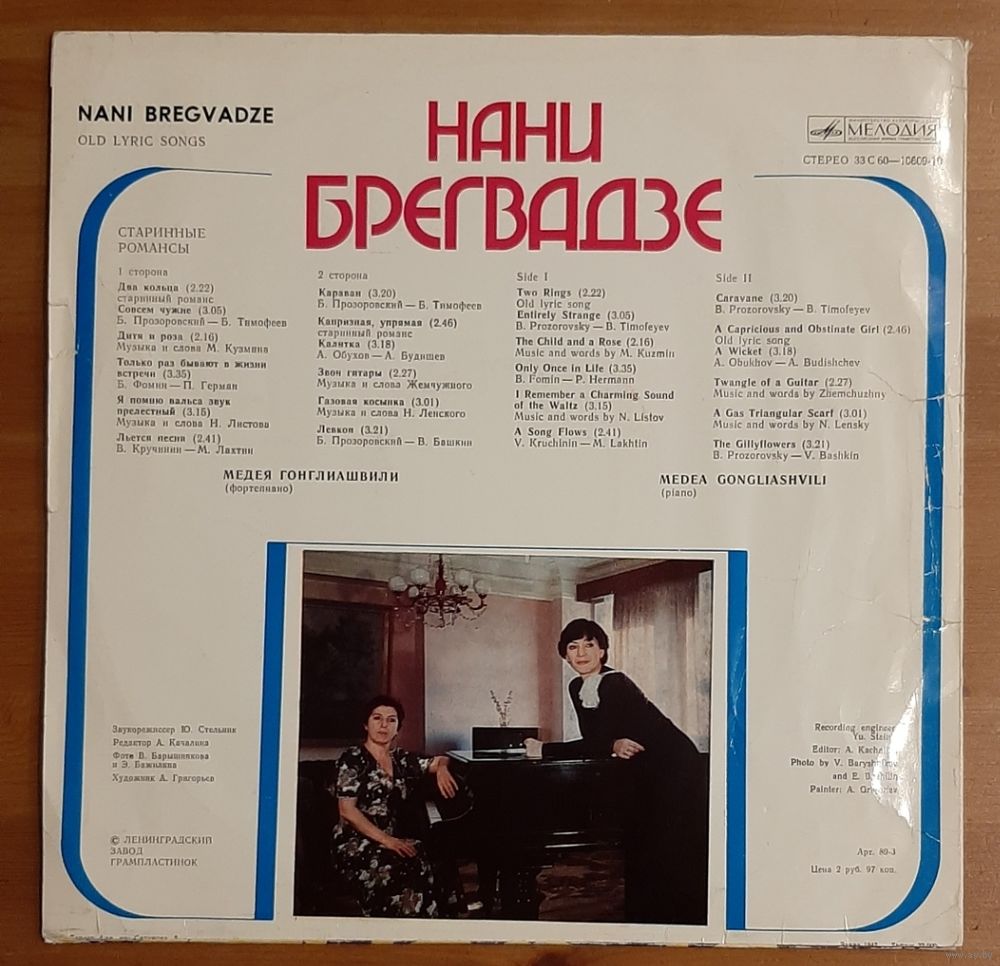 NANI BREGVADZE
OLD LYRIC SONGS
НАНИ
БРЕГВАДЗЕ
МЕЛОДИЯ
СТЕРЕО 33 С 60—10609-10
СТАРИННЫЕ
РОМАНСЫ
1 сторона
Два кольца (2.22)
старинный романс
Совсем чужие (3.05)
Б. Прозоровский — Б. Тимофеев
Дитя и роза (2.16)
Музыка и слова М. Кузмина
Только раз бывают в жизни
встречи (3.35)
Б. Фомин — П. Герман
Я помню вальса звук
прелестный (3.15)
Музыка и слова Н. Листова
Льется песня (2.41)
В. Кручинин — М. Лахтин
2 сторона
Караван (3.20)
Б. Прозоровский — Б. Тимофеев
Капризная, упрямая (2.46)
старинный романс
Калитка (3.18)
А. Обухов — А. Будищев
Звон гитары (2.27)
Музыка и слова Жемчужного
Газовая косынка (3.01)
Музыка и слова Н. Ленского
Левкои (3.21)
Б. Прозоровский — В. Башкин
Side I
Two Rings (2.22)
Old lyric song
Entirely Strange (3.05)
B. Prozorovsky — B. Timofeyev
The Child and a Rose (2.16)
Music and words by M. Kuzmin
Only Once in Life (3.35)
B. Fomin — P. Hermann
I Remember a Charming Sound
of the Waltz (3.15)
Music and words by N. Listov
A Song Flows (2.41)
V. Kruchinin — M. Lakhtin
Side II
Caravane (3.20)
B. Prozorovsky — B. Timofeyev
A Capricious and Obstinate Girl (2.46)
Old lyric song
A Wicket (3.18)
A. Obukhov — A. Budishchev
Twangle of a Guitar (2.27)
Music and words by Zhemchuzhny
A Gas Triangular Scarf (3.01)
Music and words by N. Lensky
The Gillyflowers (3.21)
B. Prozorovsky — V. Bashkin
МЕДЕЯ ГОНГЛИАШВИЛИ
(фортепиано)
MEDEA GONGLIASHVILI
(piano)
Звукорежиссер Ю. Стельник
Редактор А. Качалина
Фото В. Барышникова
и Э. Бажилина
Художник А. Григорьев
© ЛЕНИНГРАДСКИЙ
ЗАВОД
ГРАМПЛАСТИНОК
Recording engineer
Yu.
Editor: A.
Photo by V.
and E.
Painter: A.
Арт. 89-3
Цена 2 руб. 97 коп.
www.ay.by